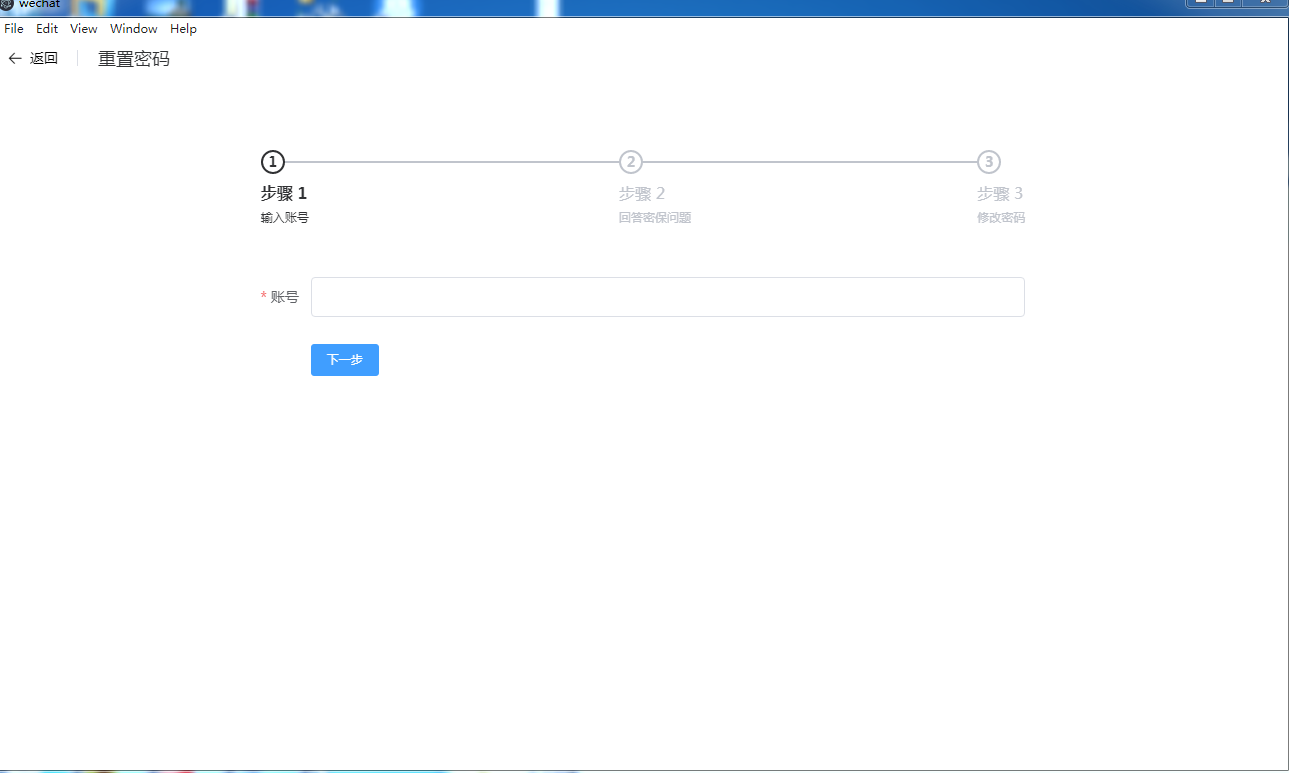 wechat
File Edit View Window Help
返回 重置密码
1 2 3
步骤 1 步骤 2 步骤 3
输入账号 回答密保问题 修改密码
* 账号
下一步